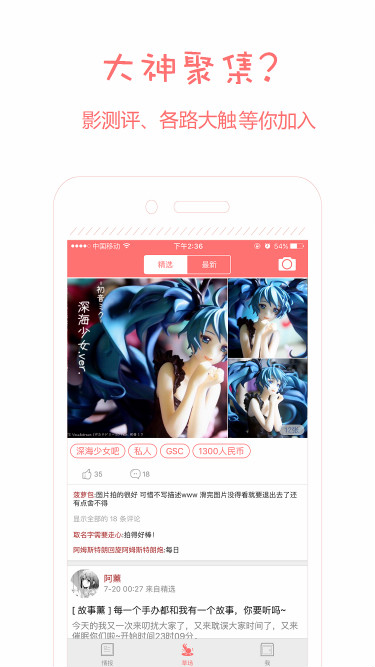 大神聚集?
影测评、各路大触等你加入
中国移动
下午2:36
54%
精选
最新
初音ミク
深海少女ver.
12张
深海少女吧
私人
GSC
1300人民币
35
18
菠萝包:图片拍的很好 可惜不写描述www 滑完图片没得看就要退出去了还
有点舍不得
显示全部的 18 条评论
取名字需要走心:拍得好棒！
阿姆斯特朗回旋阿姆斯特朗炮:每日
阿薰
7-20 00:27 来自精选
[ 故事薰 ] 每一个手办都和我有一个故事，你要听吗~
今天的我又一次来叨扰大家了，又来耽误大家时间了，又来
催眠你们啦~开始时间23时09分。
情报
草场